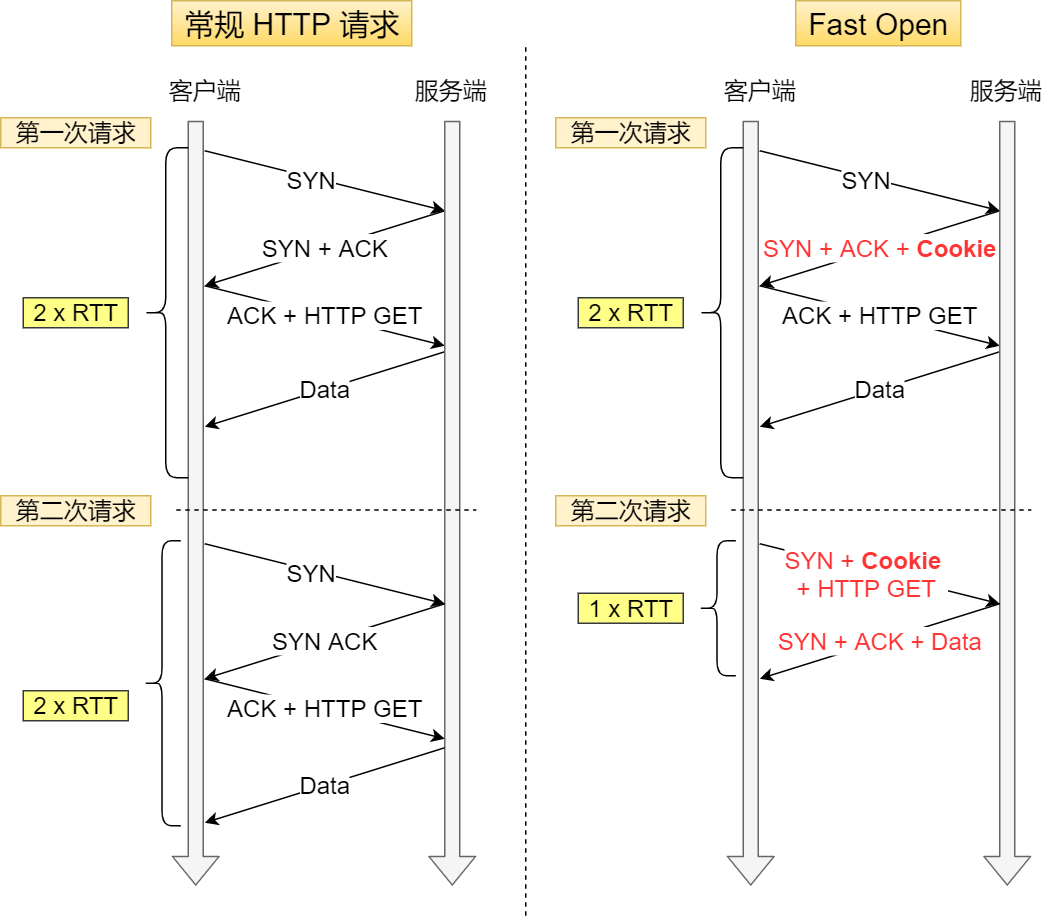 常规 HTTP 请求
客户端
服务端
第一次请求
SYN
SYN + ACK
2 x RTT
ACK + HTTP GET
Data
第二次请求
SYN
SYN ACK
2 x RTT
ACK + HTTP GET
Data
Fast Open
客户端
服务端
第一次请求
SYN
SYN + ACK + Cookie
2 x RTT
ACK + HTTP GET
Data
第二次请求
SYN + Cookie
+ HTTP GET
1 x RTT
SYN + ACK + Data